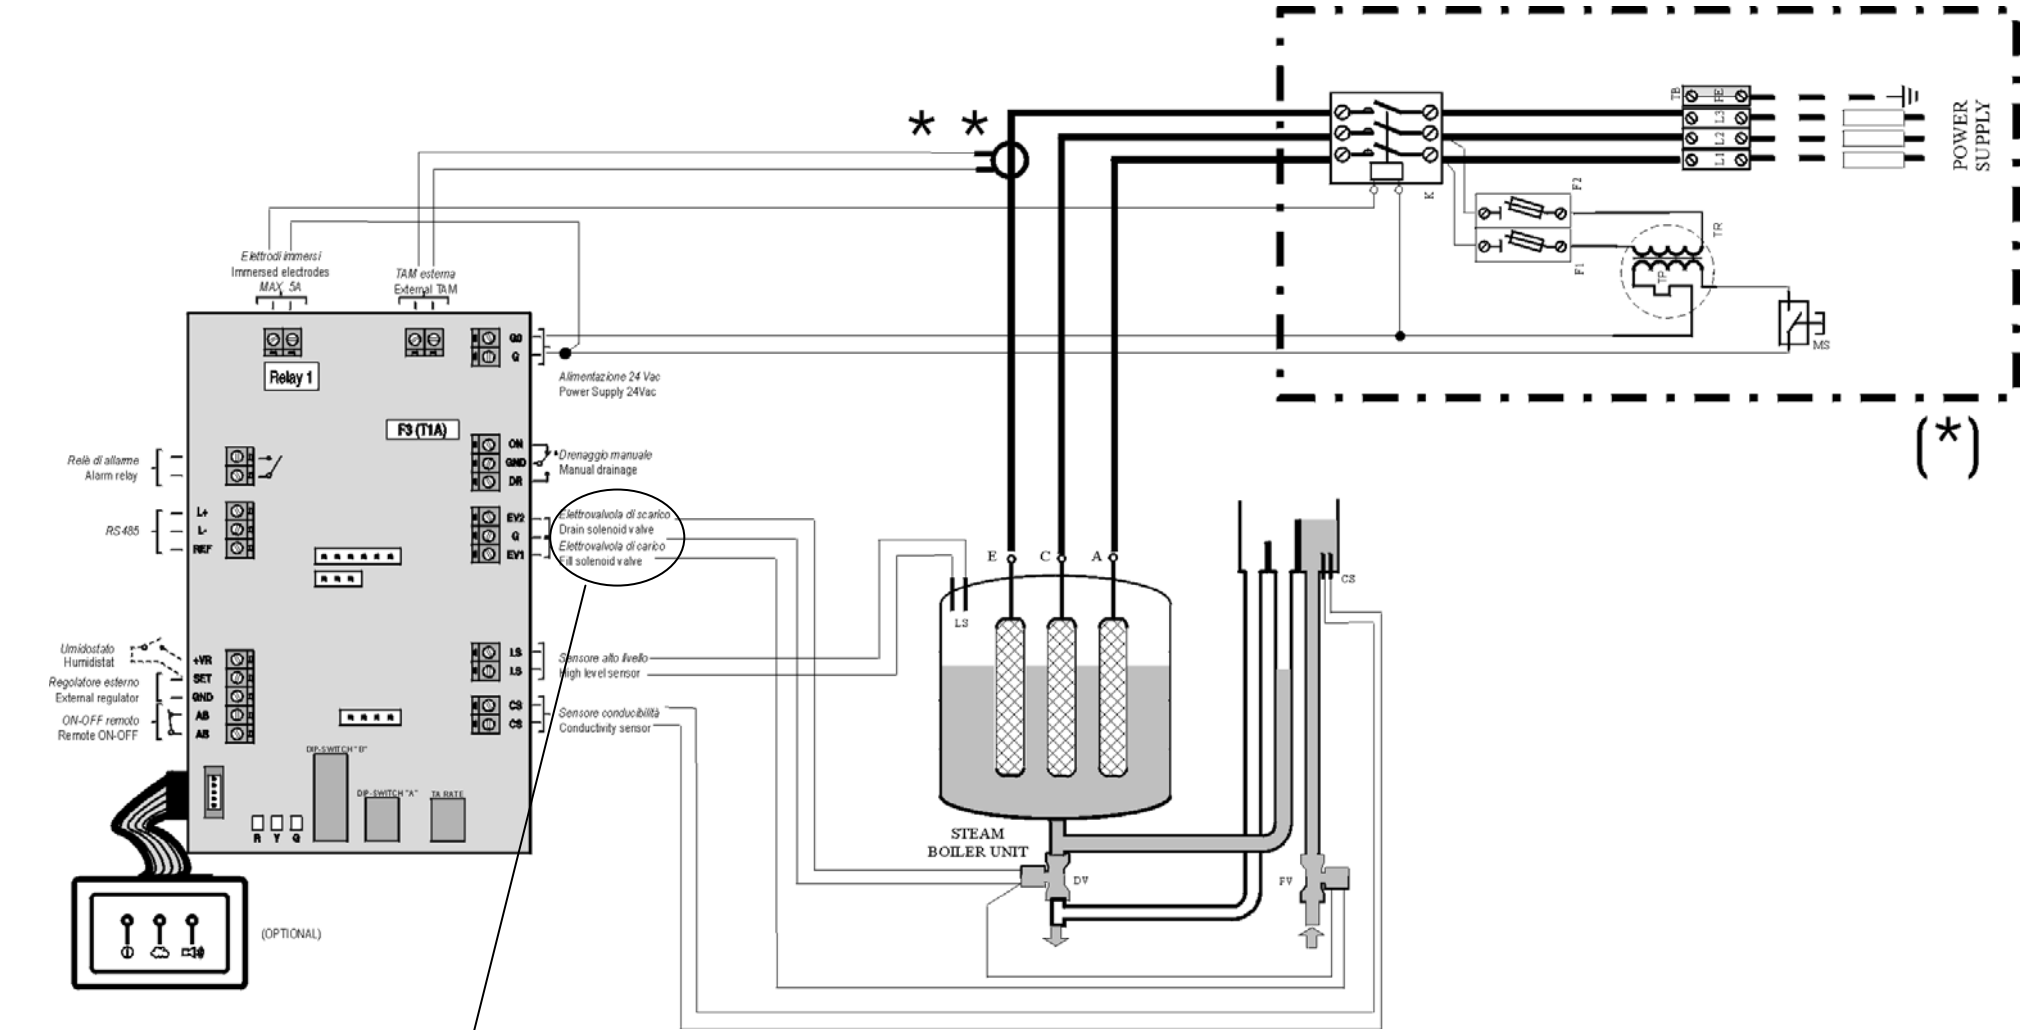 * *
TB
PE
L3
L2
L1
POWER
SUPPLY
K
F2
F1
TR
TP
MS
(*)
Elettrodi immersi
Immersed electrodes
MAX 5A
TAM esterna
External TAM
Relay 1
G0
G
Alimentazione 24 Vac
Power Supply 24Vac
F3 (T1A)
ON
GND
DR
Drenaggio manuale
Manual drainage
Relè di allarme
Alarm relay
L+
L-
REF
RS485
EV2
G
EV1
Elettrovalvola di scarico
Drain solenoid valve
Elettrovalvola di carico
Fill solenoid valve
E C A
LS
CS
Umidostato
Humidistat
Regolatore esterno
External regulator
ON-OFF remoto
Remote ON-OFF
+VR
SET
GND
AB
AB
LS
LS
Sensore alto livello
High level sensor
CS
CS
Sensore conducibilità
Conductivity sensor
DIP-SWITCH "B"
DIP-SWITCH "A"
TA RATE
R Y G
STEAM
BOILER UNIT
DV
FV
(OPTIONAL)